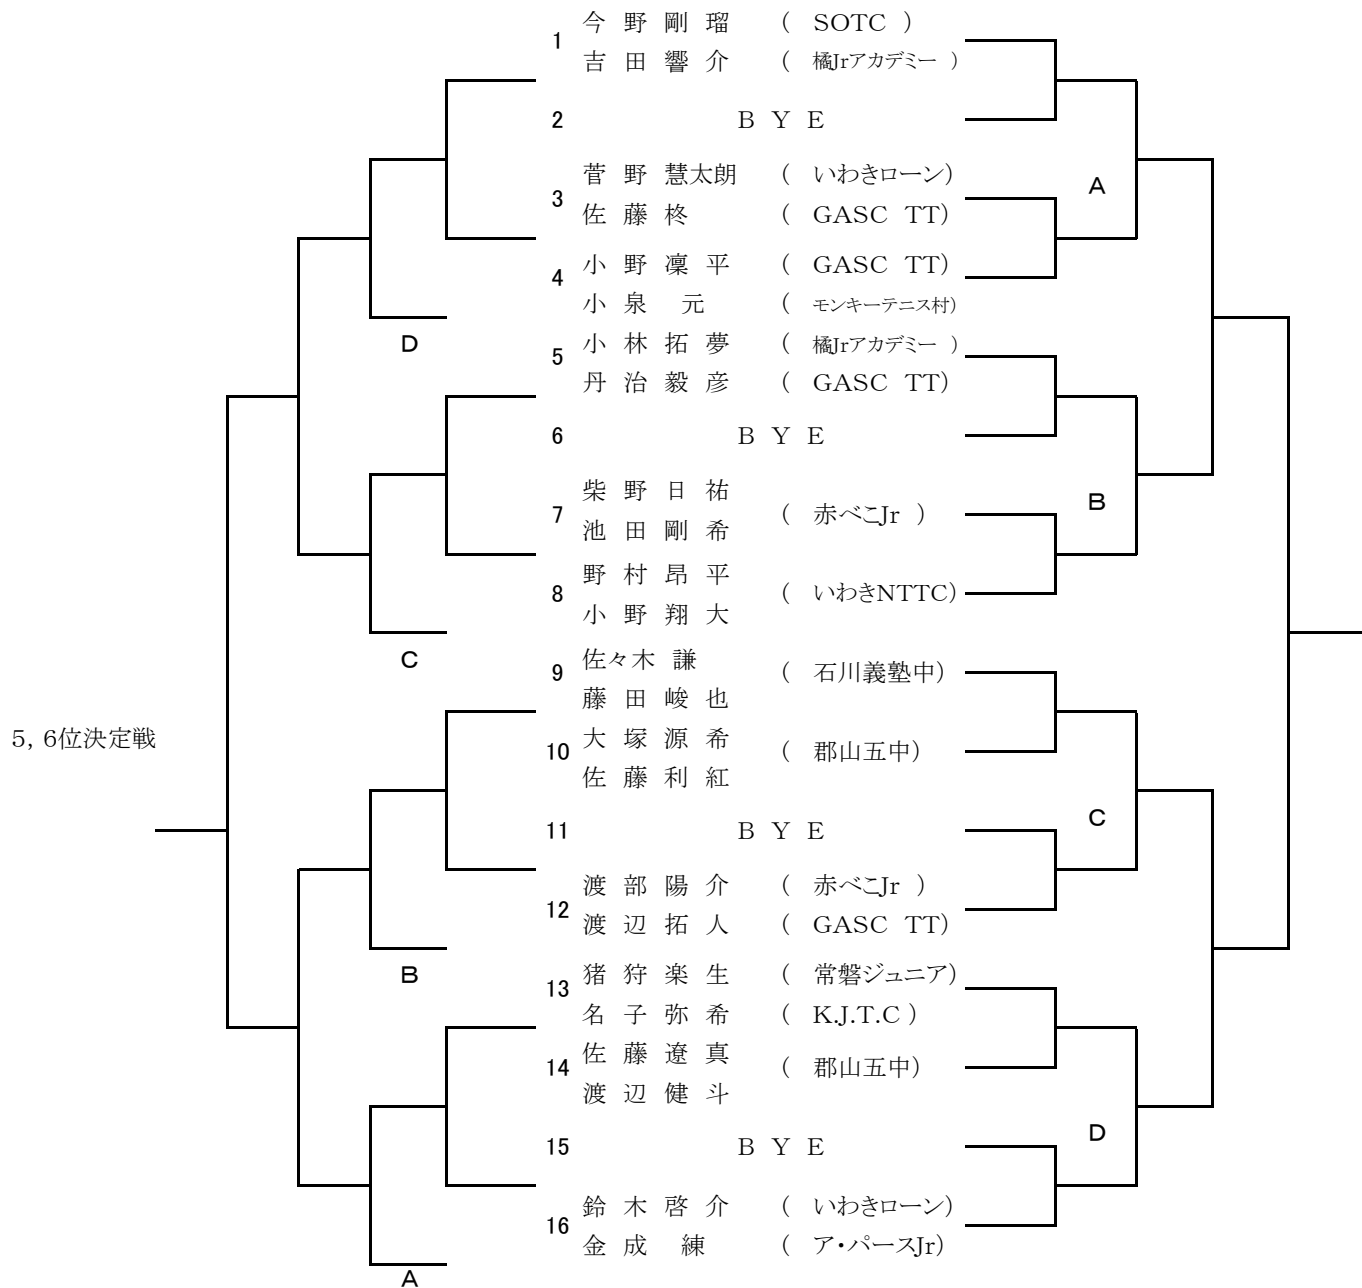 1 今野剛瑠 ( SOTC )
吉田響介 ( 橘Jrアカデミー )
2 BYE
3 菅野慧太朗 ( いわきローン)
佐藤柊 ( GASC TT)
A
4 小野凜平 ( GASC TT)
小泉 元 ( モンキーテニス村)
D
5 小林拓夢 ( 橘Jrアカデミー )
丹治毅彦 ( GASC TT)
6 BYE
7 柴野日祐
池田剛希
( 赤べこJr )
B
8 野村昂平
小野翔大
( いわきNTTC)
C
9 佐々木 謙
藤田峻也
( 石川義塾中)
5, 6位決定戦
10 大塚源希
佐藤利紅
( 郡山五中)
11 BYE
C
12 渡部陽介 ( 赤べこJr )
渡辺拓人 ( GASC TT)
B
13 猪狩楽生 ( 常磐ジュニア)
名子弥希 ( K.J.T.C )
14 佐藤遼真
渡辺健斗
( 郡山五中)
15 BYE
D
16 鈴木啓介 ( いわきローン)
金成 練 ( ア・パースJr)
A